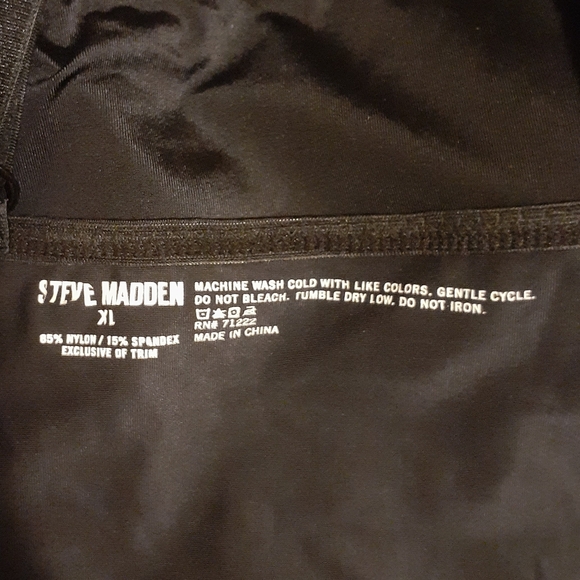 STEVE MADDEN
XL
85% NYLON / 15% SPANDEX
EXCLUSIVE OF TRIM
MACHINE WASH COLD WITH LIKE COLORS. GENTLE CYCLE.
DO NOT BLEACH. TUMBLE DRY LOW. DO NOT IRON.
RN# 71222
MADE IN CHINA